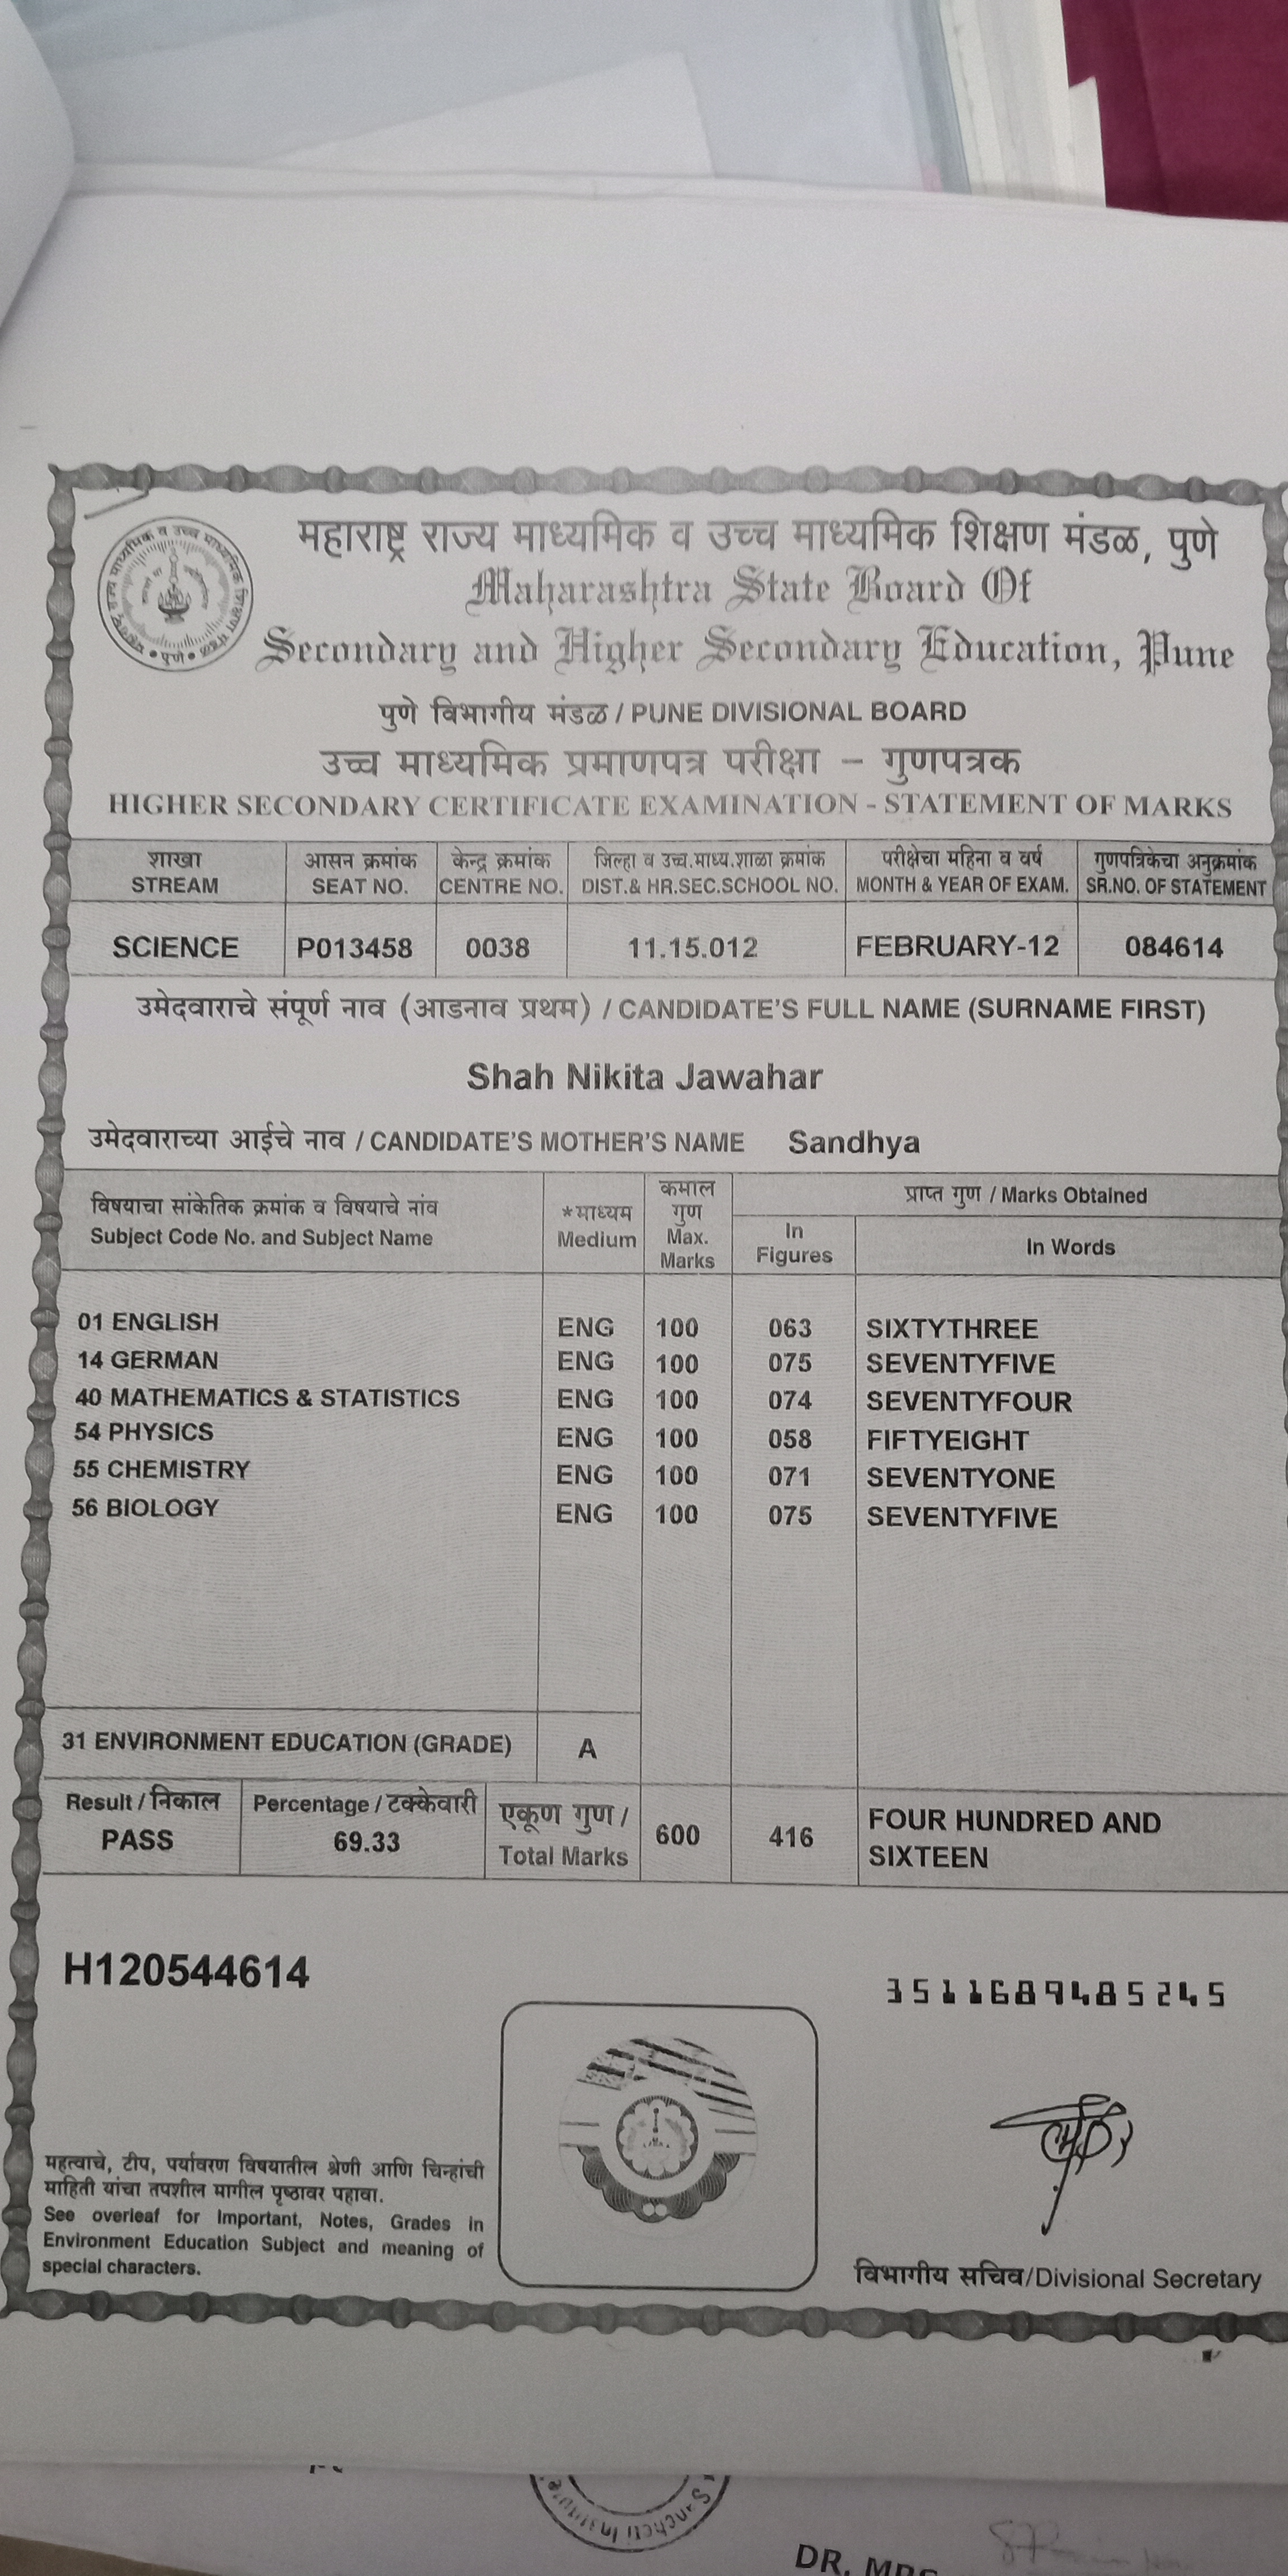 महाराष्ट्र राज्य माध्यमिक व उच्च माध्यमिक शिक्षण मंडळ, पुणे
Maharashtra State Board Of
Secondary and Higher Secondary Education, Pune
पुणे विभागीय मंडळ / PUNE DIVISIONAL BOARD
उच्च माध्यमिक प्रमाणपत्र परीक्षा – गुणपत्रक
HIGHER SECONDARY CERTIFICATE EXAMINATION - STATEMENT OF MARKS
शाखा आसन क्रमांक केन्द्र क्रमांक जिल्हा व उच्च.माध्य.शाळा क्रमांक परीक्षेचा महिना व वर्ष गुणपत्रिकेचा अनुक्रमांक
STREAM SEAT NO. CENTRE NO. DIST.& HR.SEC.SCHOOL NO. MONTH & YEAR OF EXAM. SR.NO. OF STATEMENT
SCIENCE P013458 0038 11.15.012 FEBRUARY-12 084614
उमेदवाराचे संपूर्ण नाव (आडनाव प्रथम) / CANDIDATE'S FULL NAME (SURNAME FIRST)
Shah Nikita Jawahar
उमेदवाराच्या आईचे नाव / CANDIDATE'S MOTHER'S NAME Sandhya
विषयाचा सांकेतिक क्रमांक व विषयाचे नांव
Subject Code No. and Subject Name
*माध्यम
Medium
कमाल
गुण
Max.
Marks
प्राप्त गुण / Marks Obtained
In
Figures
In Words
01 ENGLISH ENG 100 063 SIXTYTHREE
14 GERMAN ENG 100 075 SEVENTYFIVE
40 MATHEMATICS & STATISTICS ENG 100 074 SEVENTYFOUR
54 PHYSICS ENG 100 058 FIFTYEIGHT
55 CHEMISTRY ENG 100 071 SEVENTYONE
56 BIOLOGY ENG 100 075 SEVENTYFIVE
31 ENVIRONMENT EDUCATION (GRADE) A
Result / निकाल
PASS
Percentage / टक्केवारी
69.33
एकूण गुण /
Total Marks
600 416
FOUR HUNDRED AND
SIXTEEN
H120544614
3511689485245
महत्वाचे, टीप, पर्यावरण विषयातील श्रेणी आणि चिन्हांची
माहिती यांचा तपशील मागील पृष्ठावर पहावा.
See overleaf for Important, Notes, Grades in
Environment Education Subject and meaning of
special characters.
विभागीय सचिव/Divisional Secretary
Sancheti Institute
DR. MRS.